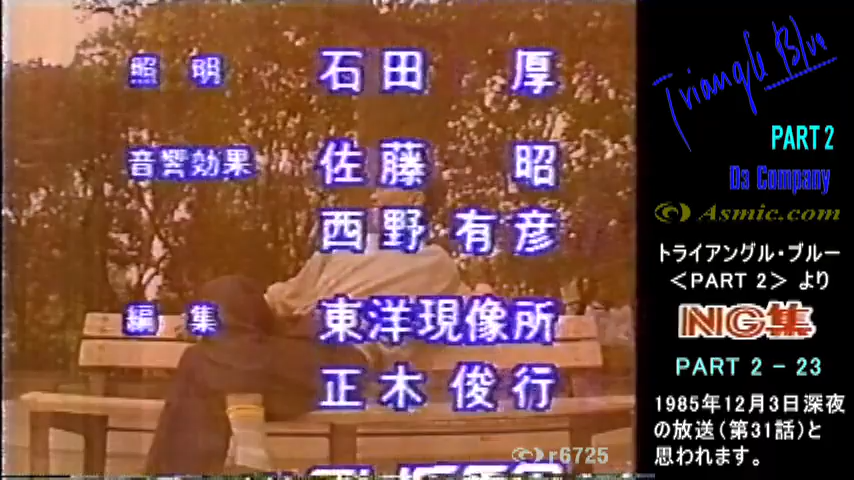 照 明 石田 厚
音響効果 佐藤 昭
西野有彦
編 集 東洋現像所
正木俊行
r6725
Triangle Blue
PART 2
D3 Company
Asmic.com
トライアングル・ブルー
＜PART 2＞ より
NG集
PART 2 - 23
1985年12月3日深夜
の放送（第31話）と
思われます。